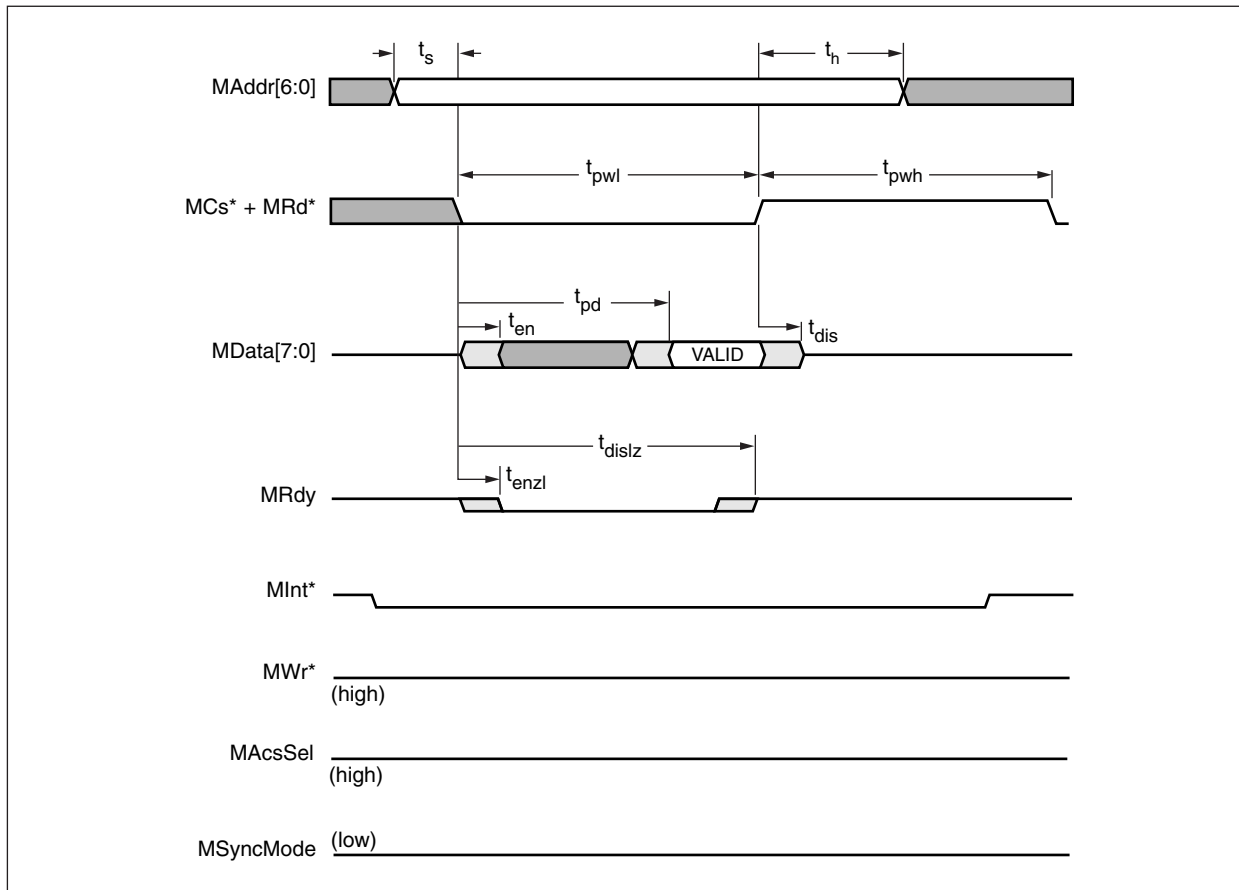 t_s
t_h
MAddr[6:0]
t_pwl
t_pwh
MCs* + MRd*
t_pd
t_en
t_dis
MData[7:0]
VALID
t_dislz
t_enzl
MRdy
MInt*
MWr*
(high)
MAcsSel
(high)
(low)
MSyncMode